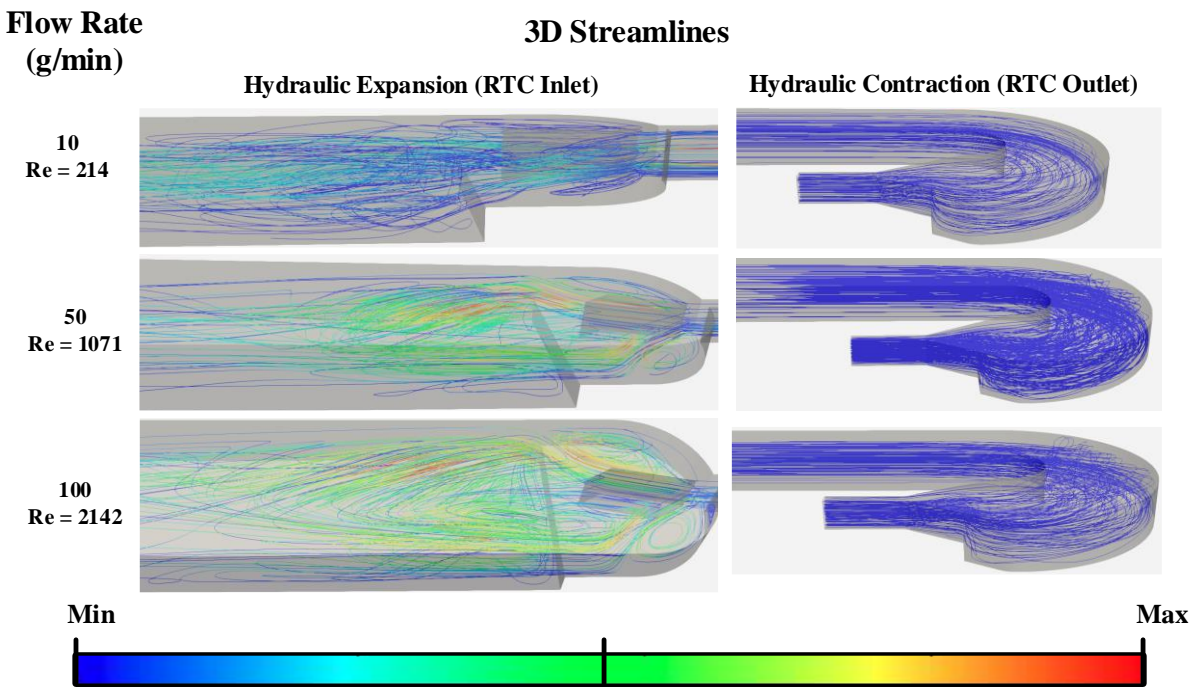 Flow Rate
(g/min)
3D Streamlines
Hydraulic Expansion (RTC Inlet)
Hydraulic Contraction (RTC Outlet)
10
Re = 214
50
Re = 1071
100
Re = 2142
Min
Max